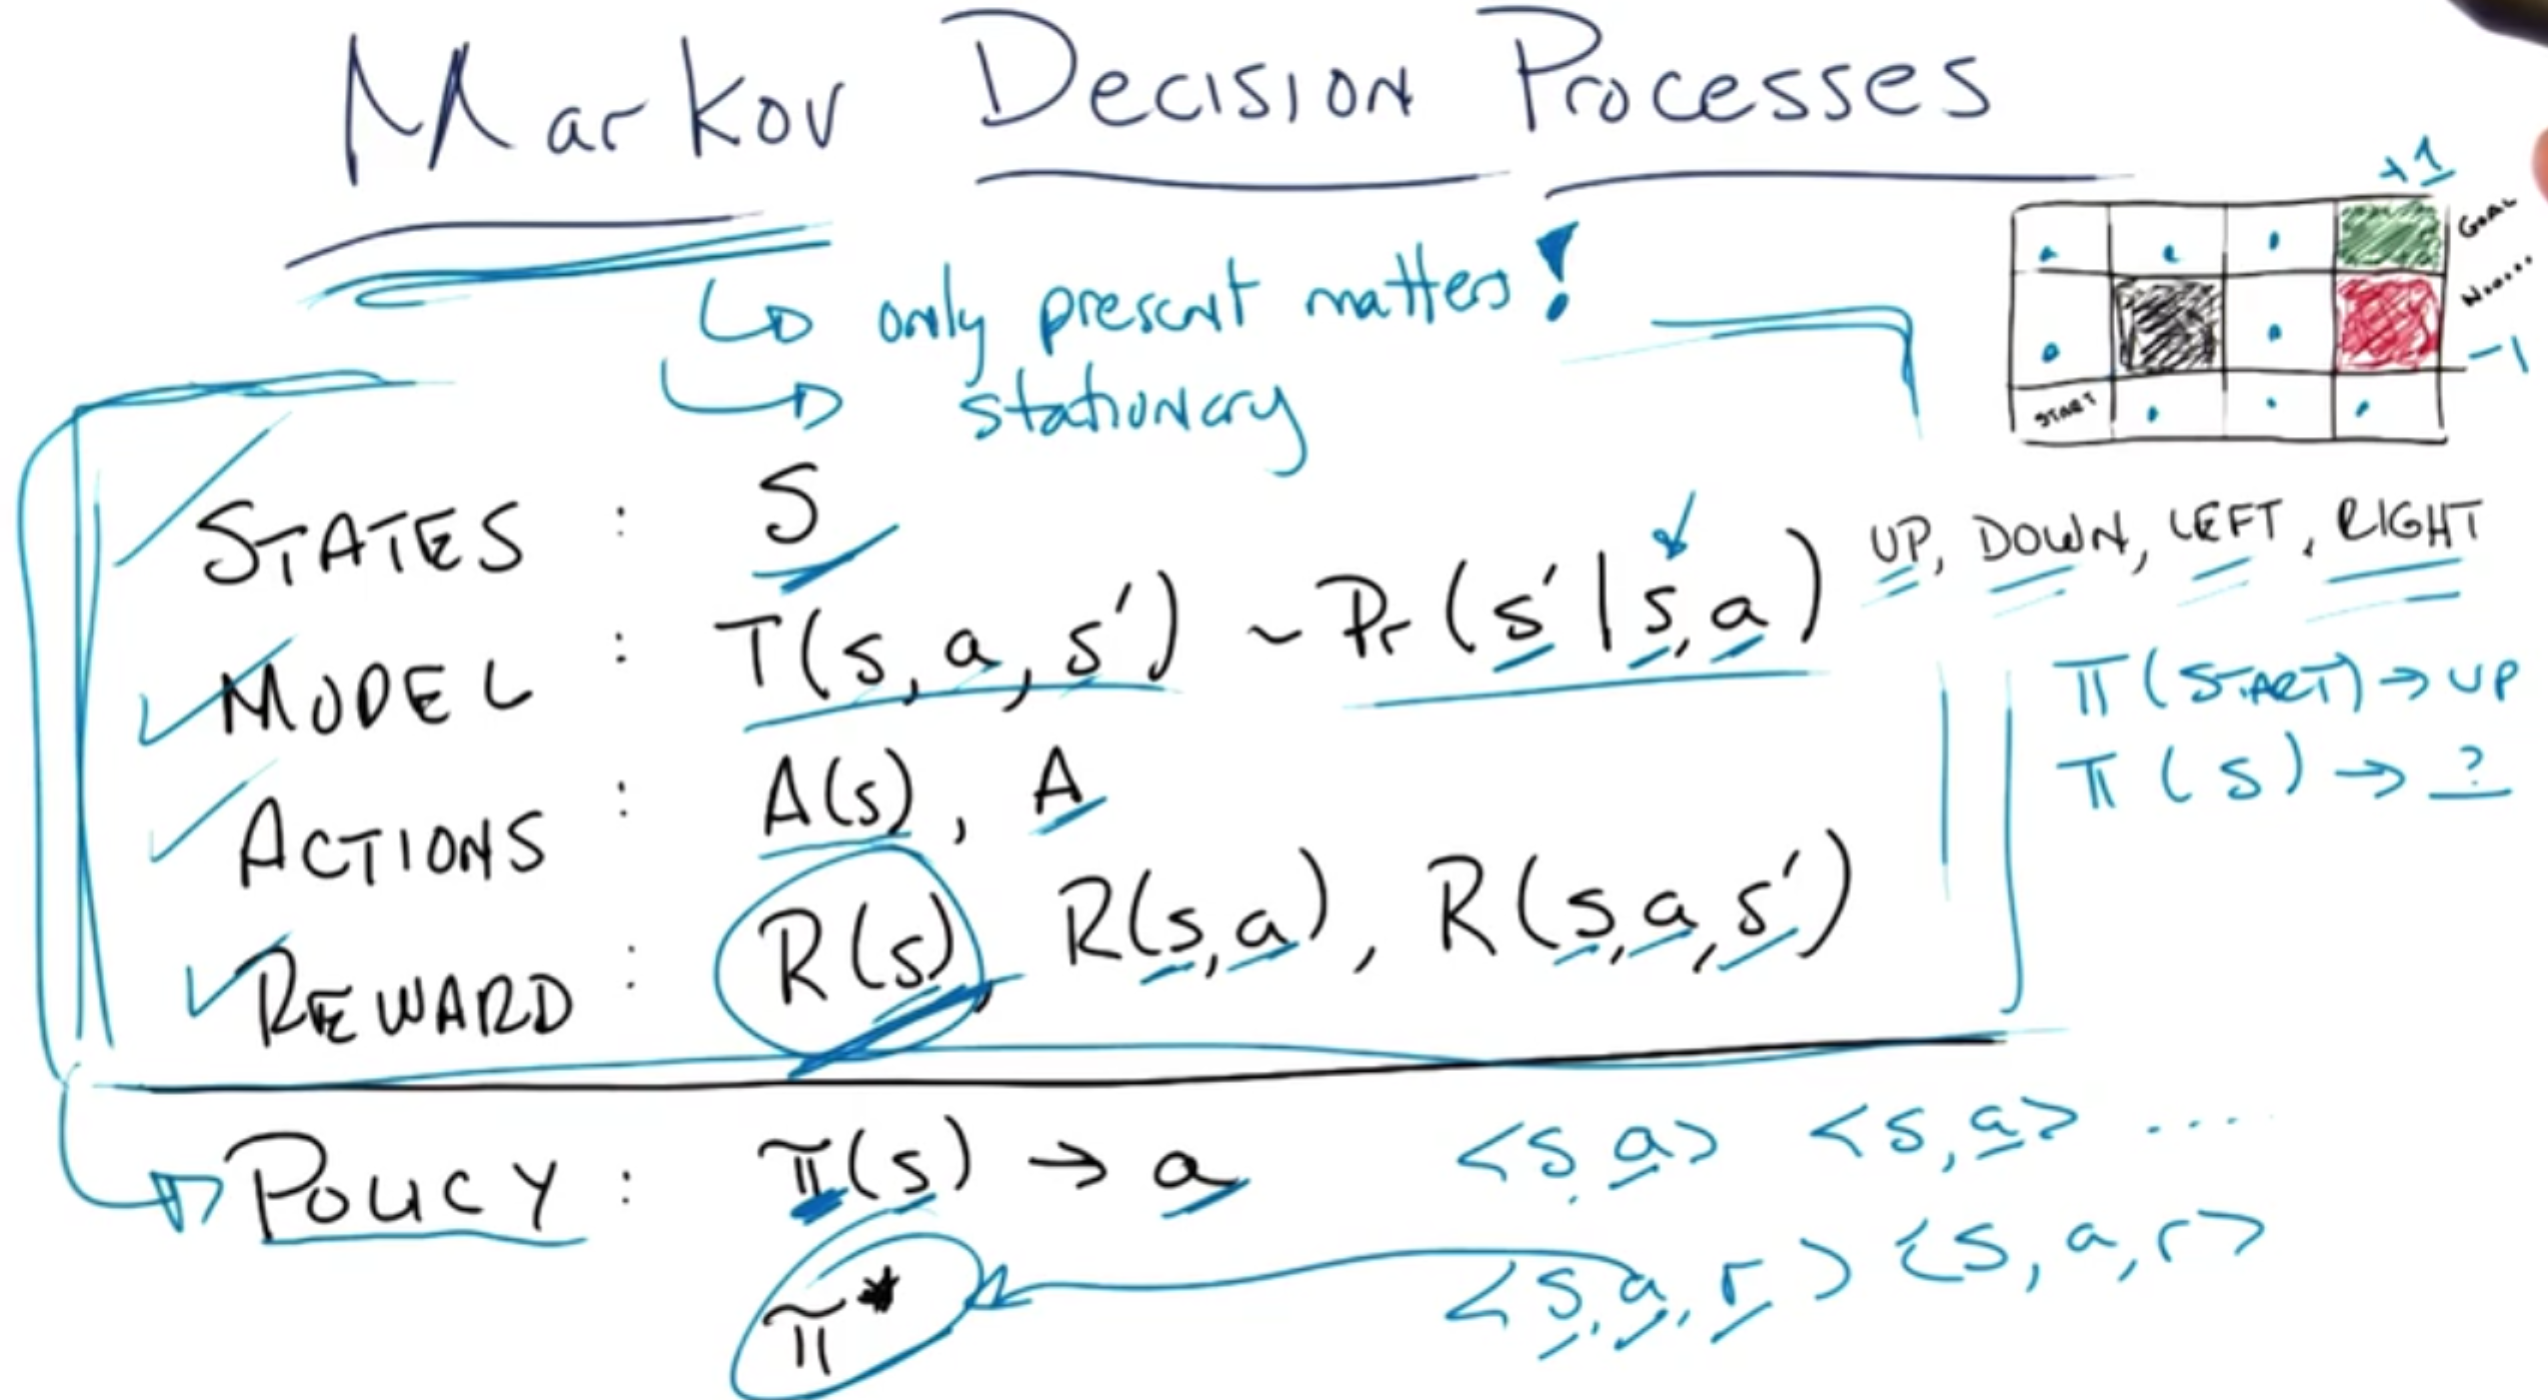 Markov Decision Processes
+1
GOAL
N.....
-1
START
↳ only present matters!
↳ stationary
STATES : S
UP, DOWN, LEFT, RIGHT
MODEL : T(s, a, s') ~ Pr(s' | s, a)
π(START) → UP
π(s) → ?
ACTIONS : A(s), A
REWARD : R(s), R(s,a), R(s,a,s')
POLICY : π(s) → a
<s,a> <s,a> ...
π*
<s,a,r> <s,a,r>